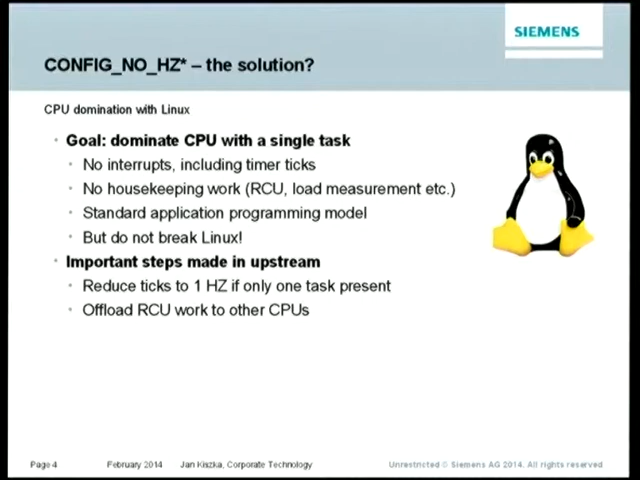 SIEMENS
CONFIG_NO_HZ* – the solution?
CPU domination with Linux
Goal: dominate CPU with a single task
No interrupts, including timer ticks
No housekeeping work (RCU, load measurement etc.)
Standard application programming model
But do not break Linux!
Important steps made in upstream
Reduce ticks to 1 HZ if only one task present
Offload RCU work to other CPUs
Page 4 February 2014 Jan Kiszka, Corporate Technology Unrestricted © Siemens AG 2014. All rights reserved